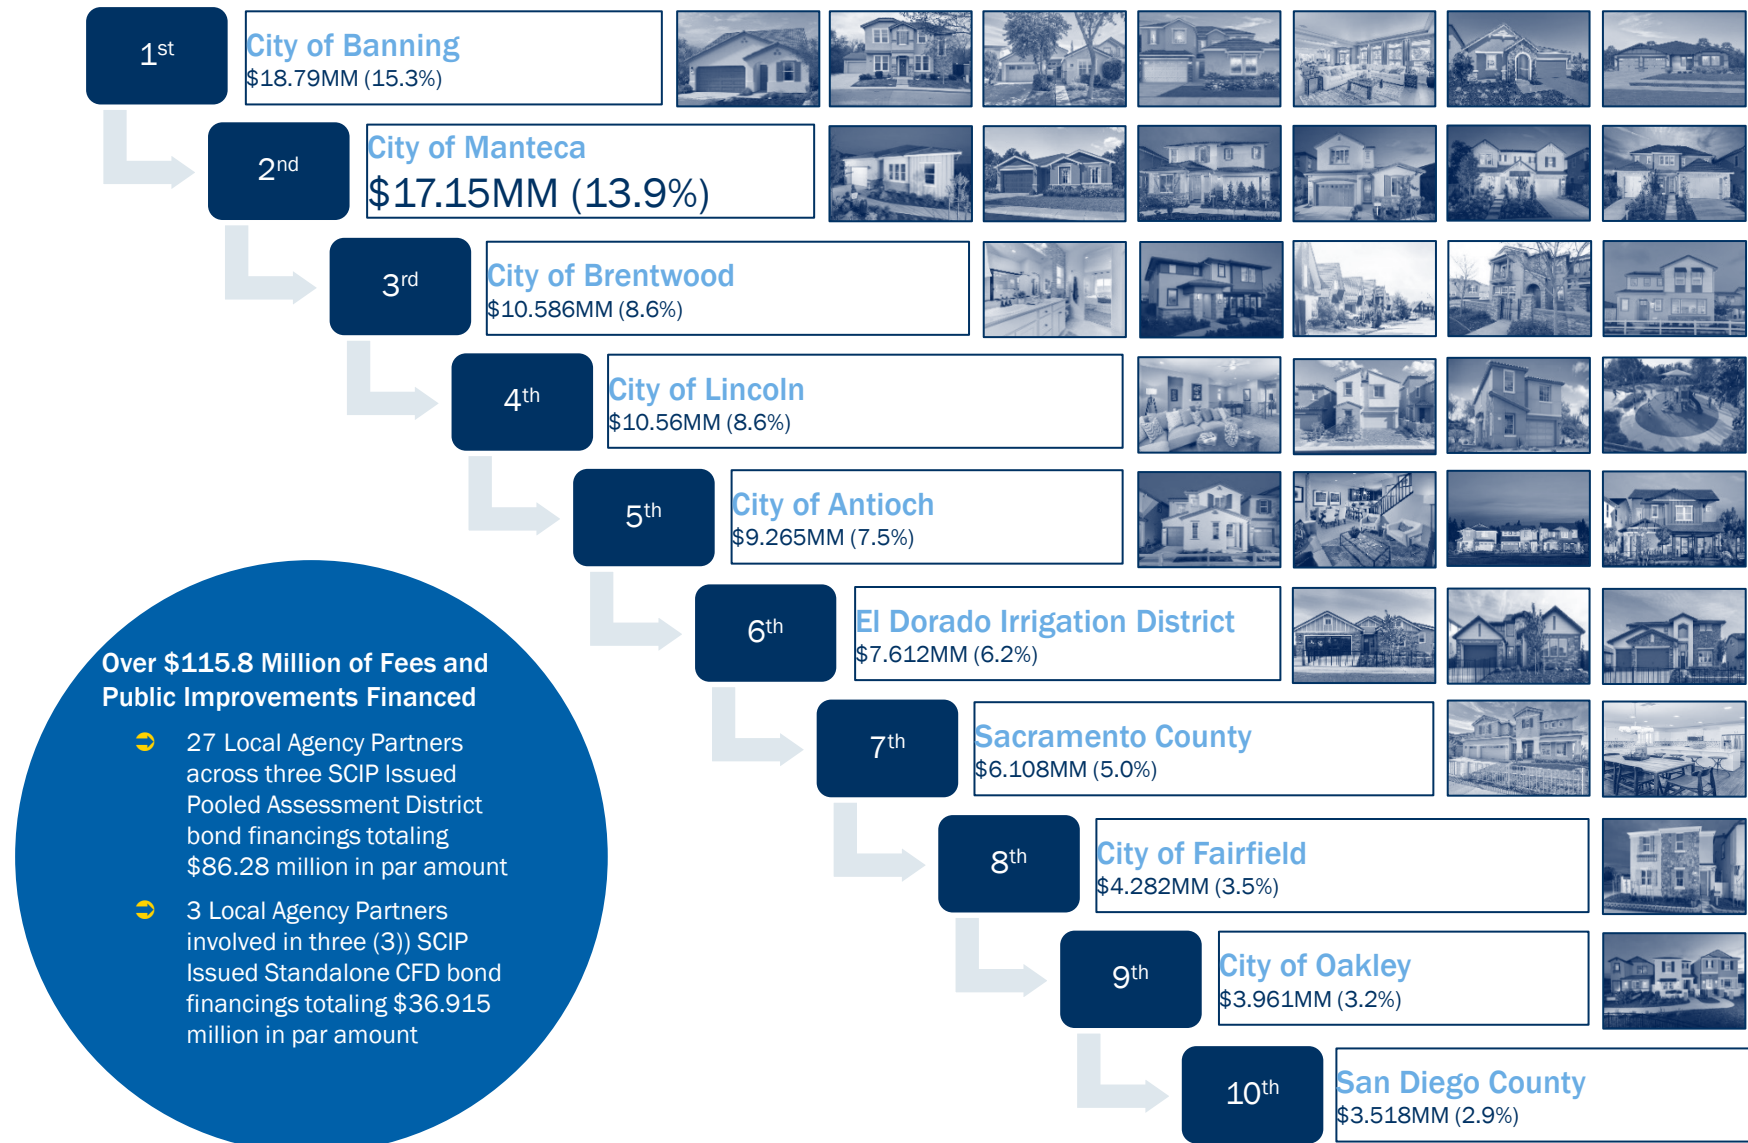 1st
City of Banning
$18.79MM (15.3%)
2nd
City of Manteca
$17.15MM (13.9%)
3rd
City of Brentwood
$10.586MM (8.6%)
4th
City of Lincoln
$10.56MM (8.6%)
5th
City of Antioch
$9.265MM (7.5%)
6th
El Dorado Irrigation District
$7.612MM (6.2%)
7th
Sacramento County
$6.108MM (5.0%)
8th
City of Fairfield
$4.282MM (3.5%)
9th
City of Oakley
$3.961MM (3.2%)
10th
San Diego County
$3.518MM (2.9%)
Over $115.8 Million of Fees and
Public Improvements Financed
27 Local Agency Partners
across three SCIP Issued
Pooled Assessment District
bond financings totaling
$86.28 million in par amount
3 Local Agency Partners
involved in three (3)) SCIP
Issued Standalone CFD bond
financings totaling $36.915
million in par amount